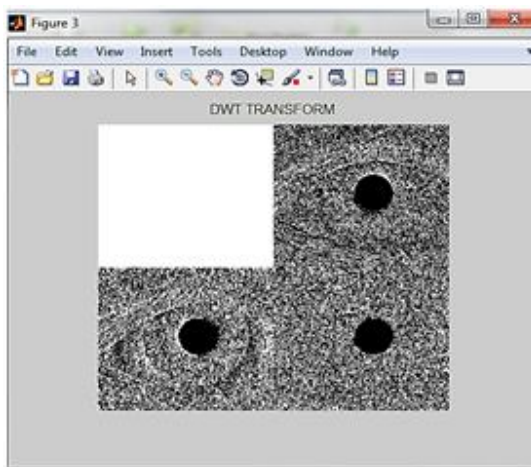 Figure 3
File Edit View Insert Tools Desktop Window Help
DWT TRANSFORM